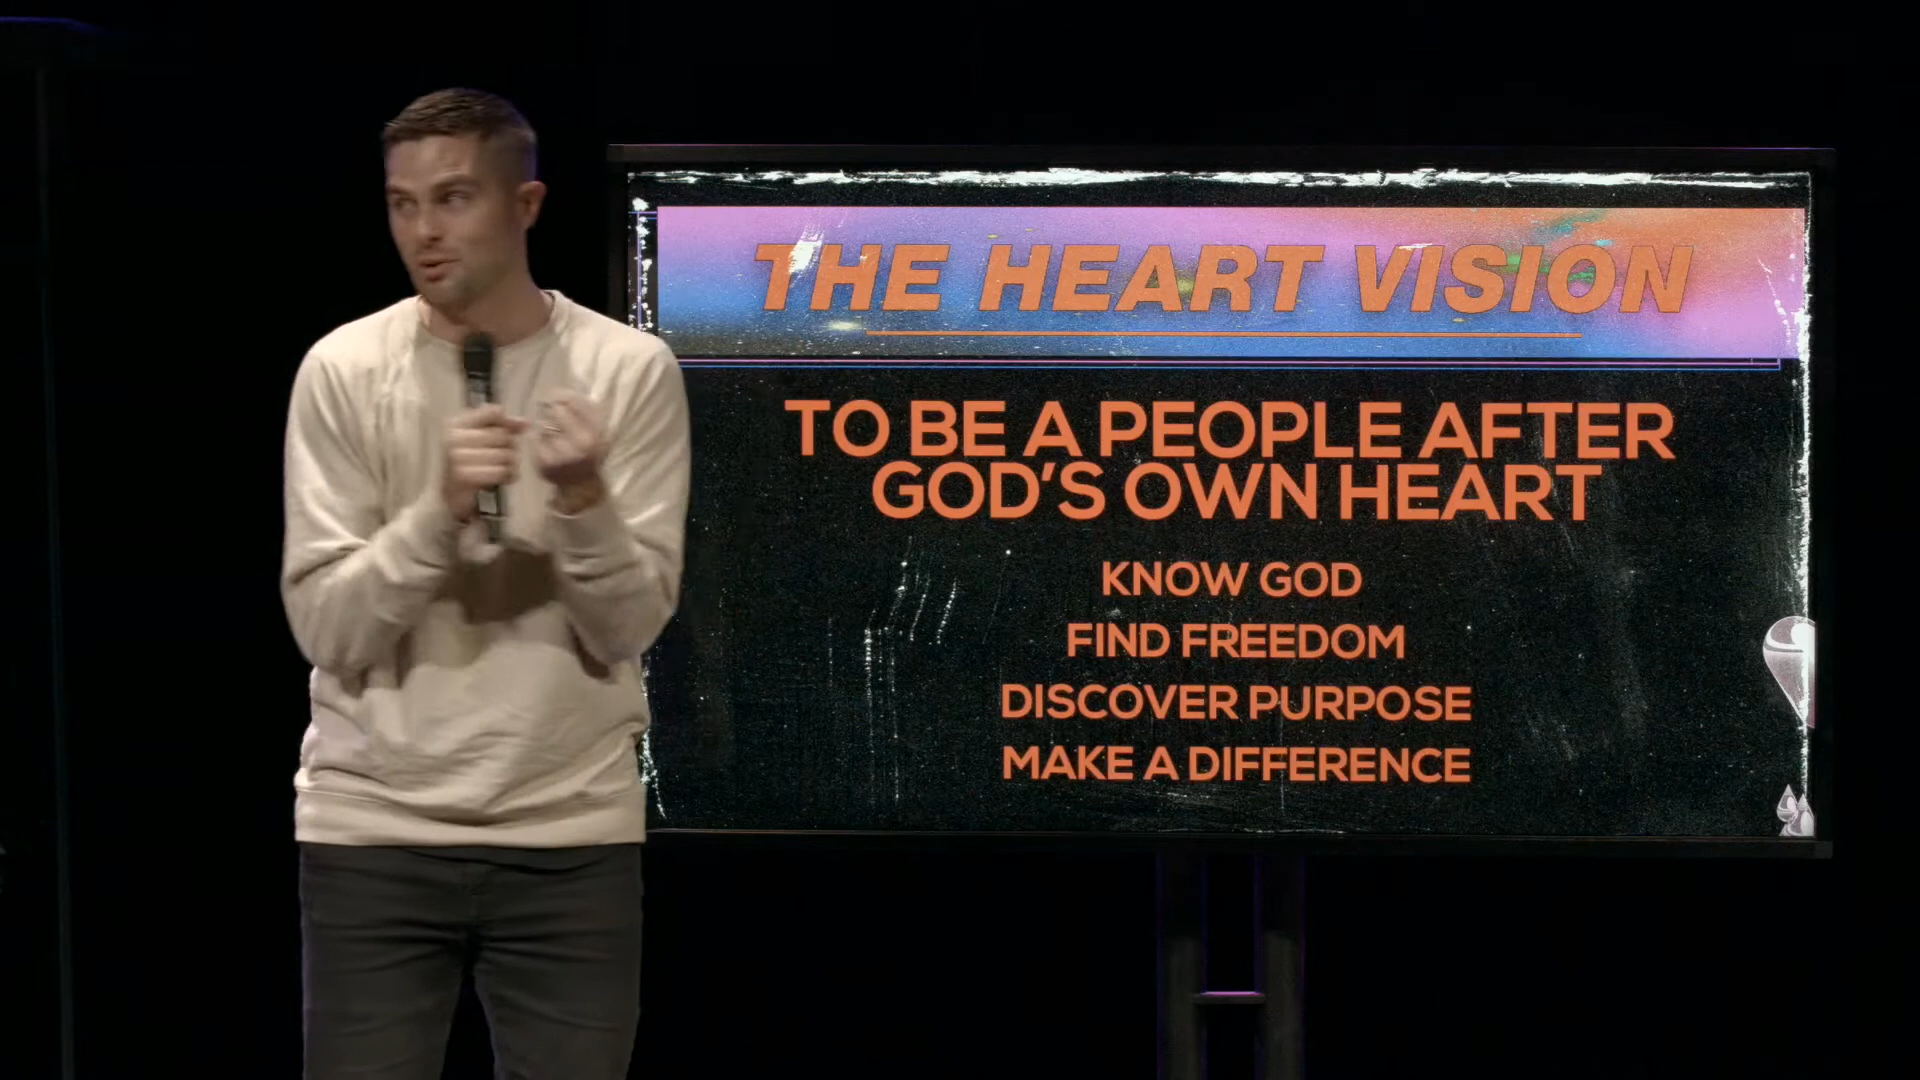 THE HEART VISION
TO BE A PEOPLE AFTER
GOD'S OWN HEART
KNOW GOD
FIND FREEDOM
DISCOVER PURPOSE
MAKE A DIFFERENCE